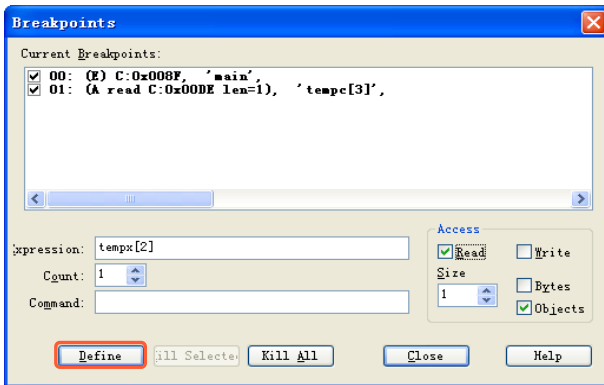 Breakpoints
Current Breakpoints:
00: (E) C:0x008F, 'main',
01: (A read C:0x00DE len=1), 'tempc[3]',
Access
xpression: tempx[2]
Read Write
Count: 1
Size
1
Bytes
Command:
Objects
Define ill Selecte Kill All Close Help